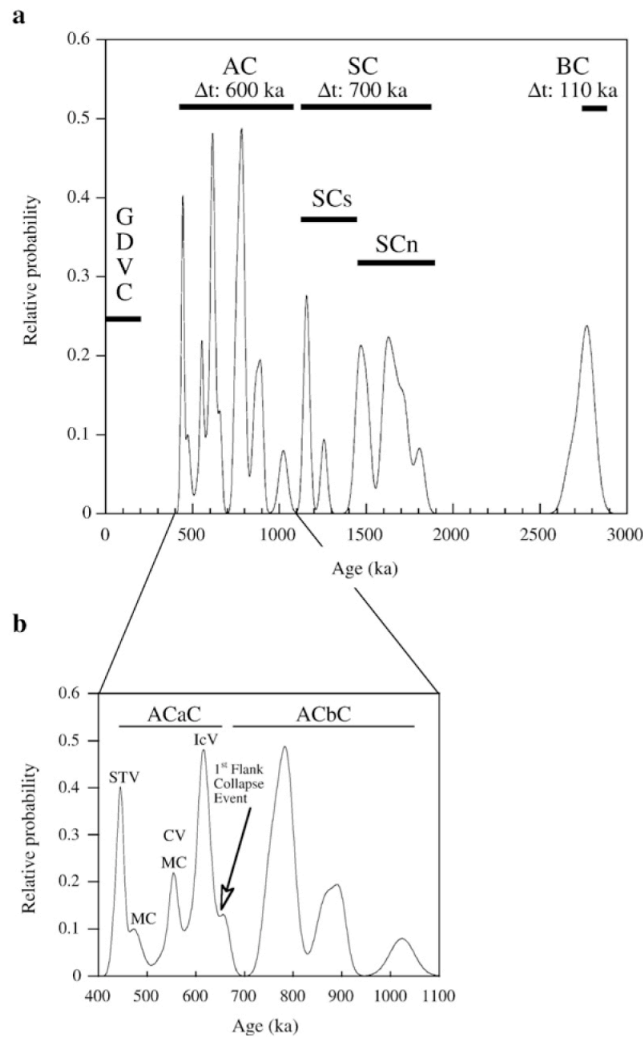 a
0.6
AC
SC
BC
Δt: 600 ka
Δt: 700 ka
Δt: 110 ka
0.5
0.4
SCs
G
D
V
C
SCn
0.3
0.2
0.1
0
Relative probability
0
500
1000
1500
2000
2500
3000
Age (ka)
b
0.6
ACaC
ACbC
IcV
0.5
1st Flank
Collapse
Event
STV
0.4
CV
0.3
MC
0.2
MC
0.1
0
Relative probability
400
500
600
700
800
900
1000
1100
Age (ka)